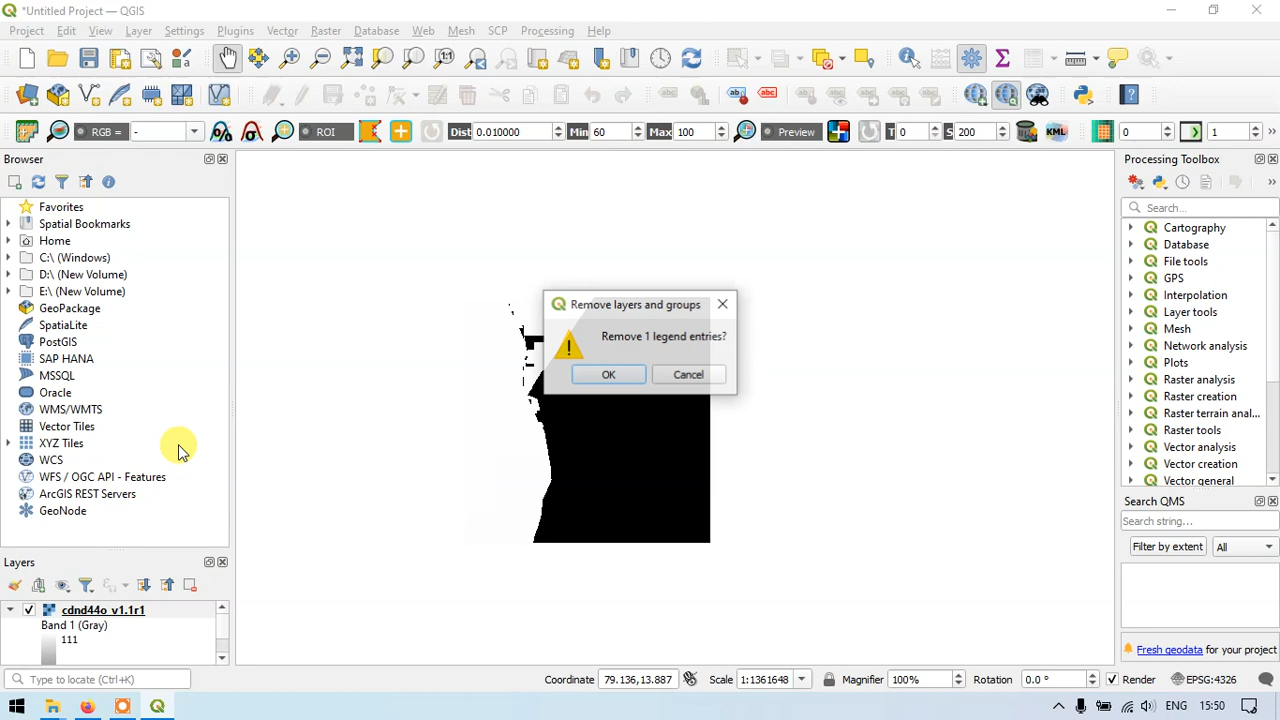 *Untitled Project — QGIS
Project Edit View Layer Settings Plugins Vector Raster Database Web Mesh SCP Processing Help
RGB = - ROI Dist 0.010000 Min 60 Max 100 Preview T 0 S 200 KML 0 1
Browser
Favorites
Spatial Bookmarks
Home
C:\ (Windows)
D:\ (New Volume)
E:\ (New Volume)
GeoPackage
SpatiaLite
PostGIS
SAP HANA
MSSQL
Oracle
WMS/WMTS
Vector Tiles
XYZ Tiles
WCS
WFS / OGC API - Features
ArcGIS REST Servers
GeoNode
Layers
cdnd44o_v1.1r1
Band 1 (Gray)
111
Remove layers and groups
Remove 1 legend entries?
OK Cancel
Processing Toolbox
Search...
Cartography
Database
File tools
GPS
Interpolation
Layer tools
Mesh
Network analysis
Plots
Raster analysis
Raster creation
Raster terrain anal...
Raster tools
Vector analysis
Vector creation
Vector general
Search QMS
Search string...
Filter by extent All
Fresh geodata for your project
Type to locate (Ctrl+K) Coordinate 79.136,13.887 Scale 1:1361648 Magnifier 100% Rotation 0.0 ° Render EPSG:4326
ENG 15:50